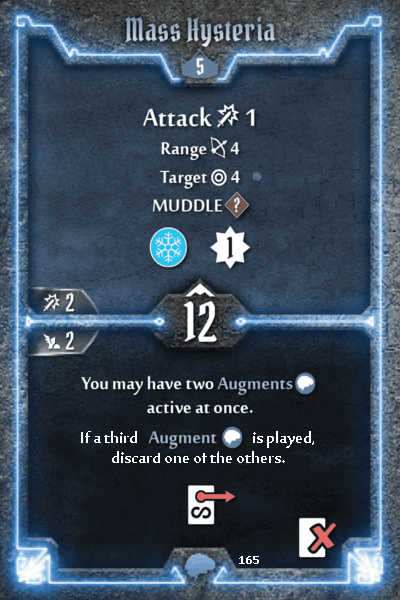 Mass Hysteria
5
Attack 1
Range 4
Target 4
MUDDLE ?
1
2
12
2
You may have two Augments
active at once.
If a third Augment is played,
discard one of the others.
165